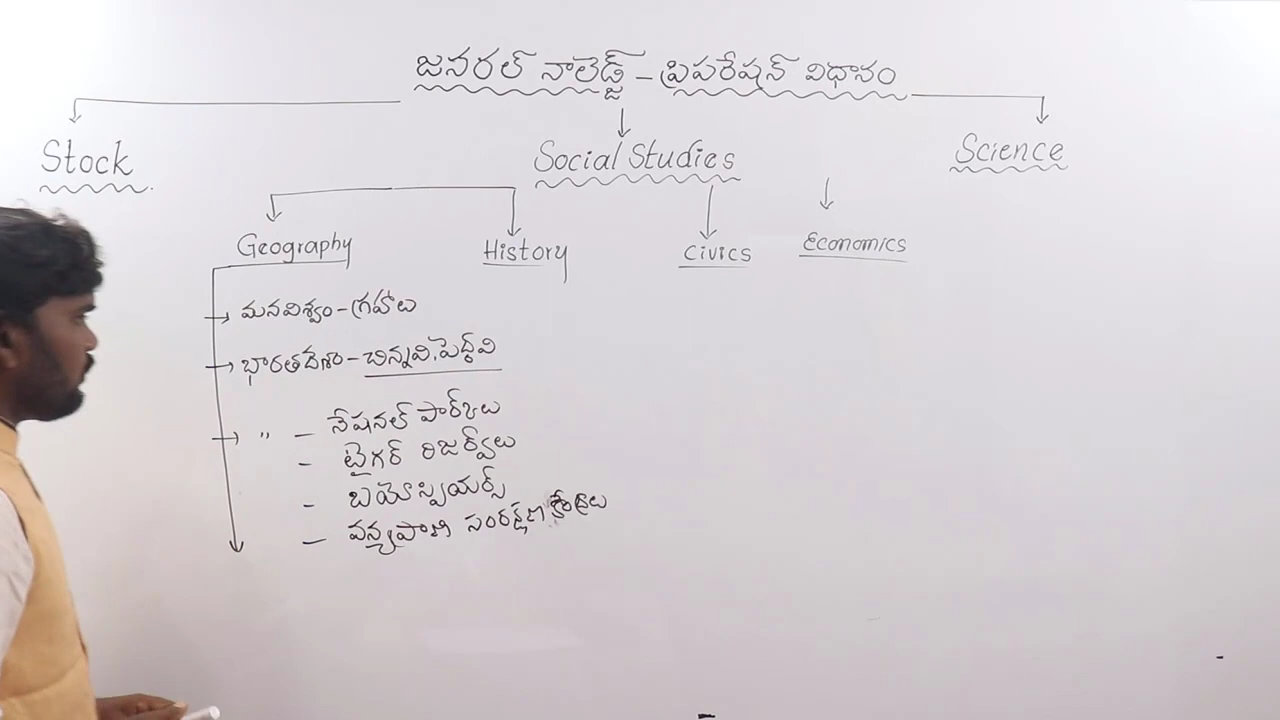 జనరల్ నాలెడ్జ్ - ప్రిపరేషన్ విధానం
Stock
Social Studies
Science
Geography
History
Civics
Economics
మనవిశ్వం - గ్రహాలు
భారతదేశం - చిన్నవి, పెద్దవి
" - నేషనల్ పార్క్‌లు
- టైగర్ రిజర్వ్‌లు
- బయోస్పియర్స్
- వన్యప్రాణి సంరక్షణ కేంద్రాలు